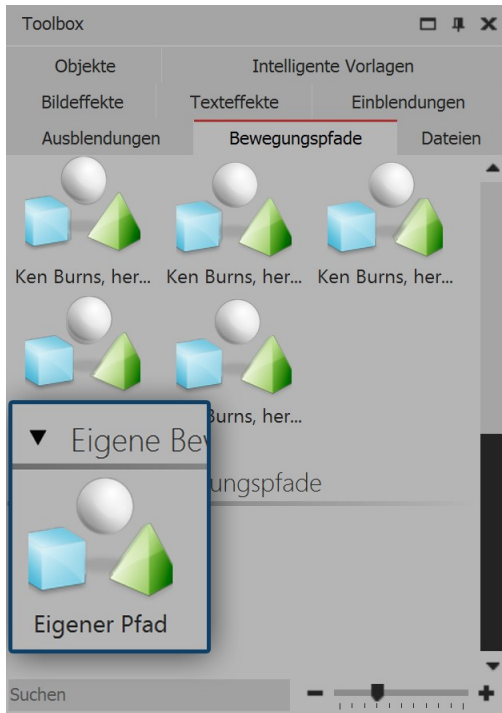 Toolbox
Objekte Intelligente Vorlagen
Bildeffekte Texteffekte Einblendungen
Ausblendungen Bewegungspfade Dateien
Ken Burns, her... Ken Burns, her... Ken Burns, her...
Burns, her...
Eigene Bew
ungspfade
Eigener Pfad
Suchen